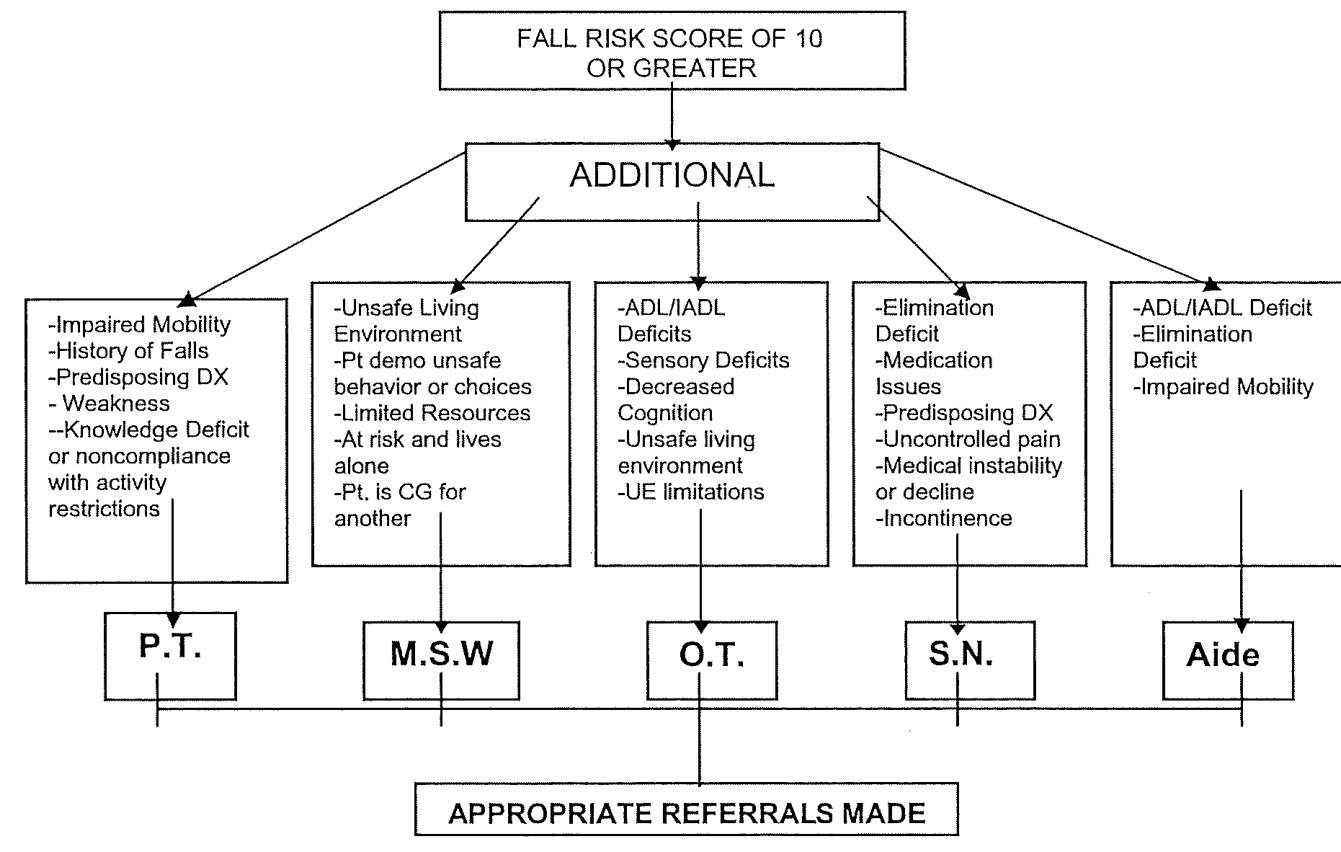 FALL RISK SCORE OF 10
OR GREATER
ADDITIONAL
-Impaired Mobility
-History of Falls
-Predisposing DX
- Weakness
--Knowledge Deficit
or noncompliance
with activity
restrictions
-Unsafe Living
Environment
-Pt demo unsafe
behavior or choices
-Limited Resources
-At risk and lives
alone
-Pt. is CG for
another
-ADL/IADL
Deficits
-Sensory Deficits
-Decreased
Cognition
-Unsafe living
environment
-UE limitations
-Elimination
Deficit
-Medication
Issues
-Predisposing DX
-Uncontrolled pain
-Medical instability
or decline
-Incontinence
-ADL/IADL Deficit
-Elimination
Deficit
-Impaired Mobility
P.T.
M.S.W
O.T.
S.N.
Aide
APPROPRIATE REFERRALS MADE